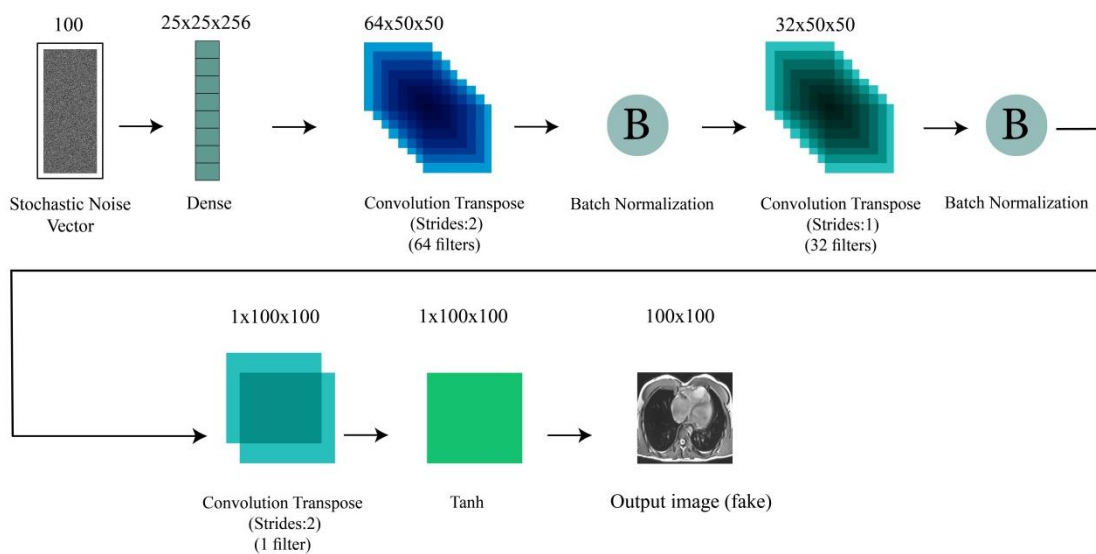 100
25x25x256
64x50x50
32x50x50
B
B
Stochastic Noise
Vector
Dense
Convolution Transpose
(Strides:2)
(64 filters)
Batch Normalization
Convolution Transpose
(Strides:1)
(32 filters)
Batch Normalization
1x100x100
1x100x100
100x100
Convolution Transpose
(Strides:2)
(1 filter)
Tanh
Output image (fake)